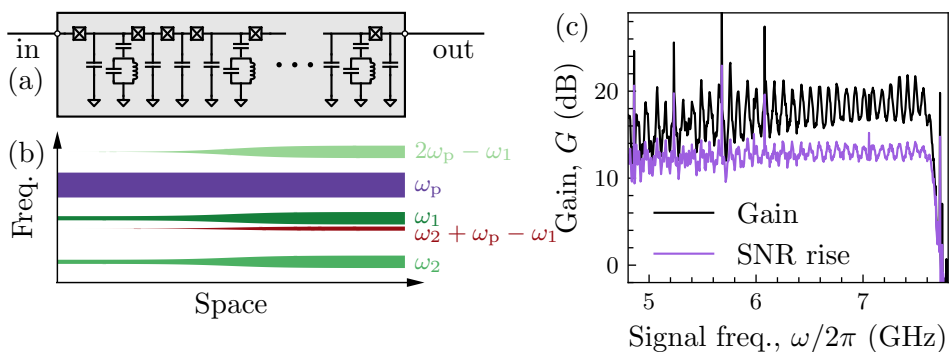 in
out
(a)
(b)
Freq.
2ωp − ω1
ωp
ω1
ω2 + ωp − ω1
ω2
Space
(c)
Gain, G (dB)
20
10
0
Gain
SNR rise
5
6
7
Signal freq., ω/2π (GHz)